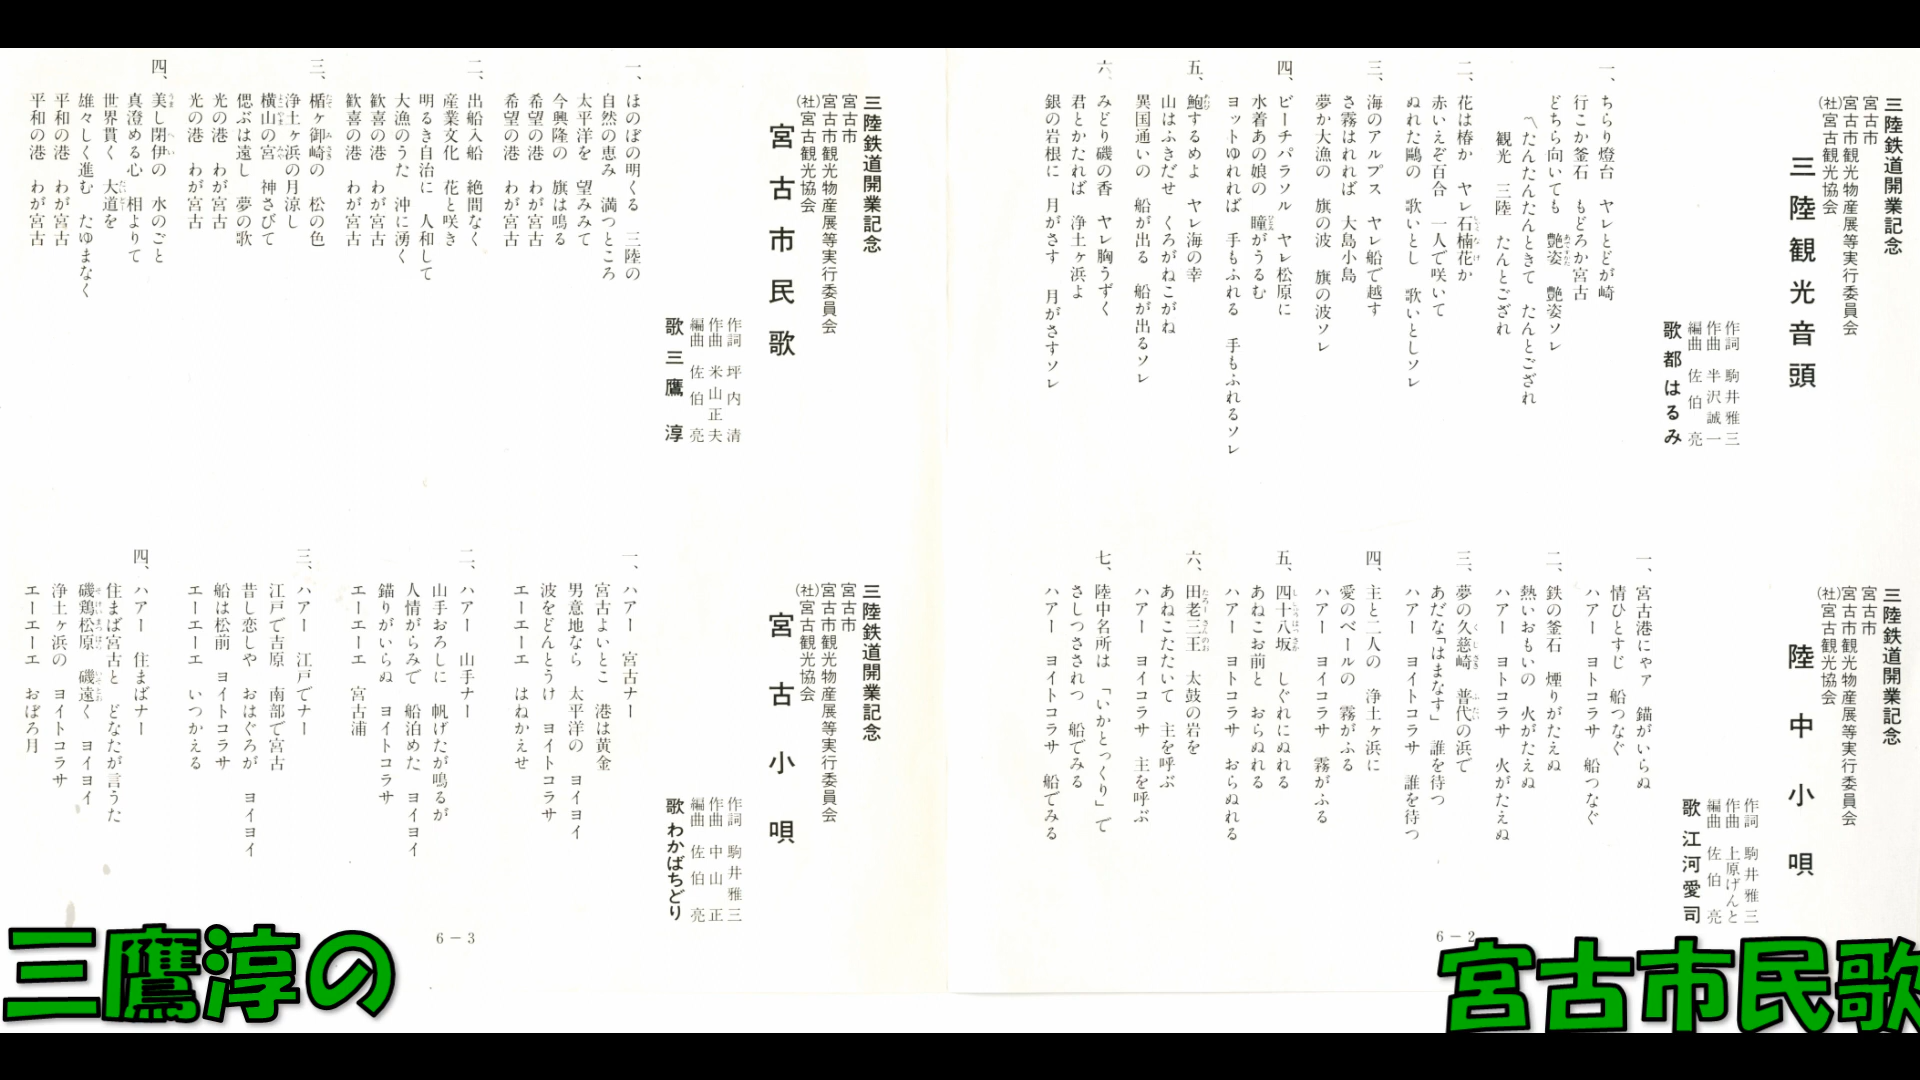 三陸鉄道開業記念
宮古市
宮古市観光物産展等実行委員会
(社)宮古観光協会
三陸観光音頭
作詞 駒井雅三
作曲 半沢誠一
編曲 佐伯亮
歌 都はるみ
一、ちらり燈台 ヤレとどが崎
行こか釜石 もどろか宮古
どちら向いても 艶姿 艶姿ソレ
〽たんたんたんたんときて たんとござれ
観光 三陸 たんとござれ
二、花は椿か ヤレ石楠花か
赤いえぞ百合 一人で咲いて
ぬれた鷗の 歌いとし 歌いとしソレ
三、海のアルプス ヤレ船で越す
さ霧はれれば 大島小島
夢か大漁の 旗の波 旗の波ソレ
四、ビーチパラソル ヤレ松原に
水着あの娘の 瞳がうるむ
ヨットゆれれば 手もふれる 手もふれるソレ
五、鮑するめよ ヤレ海の幸
山はふきだせ くろがねこがね
異国通いの 船が出る 船が出るソレ
六、みどり磯の香 ヤレ胸うずく
君とかたれば 浄土ヶ浜よ
銀の岩根に 月がさす 月がさすソレ
三陸鉄道開業記念
宮古市
宮古市観光物産展等実行委員会
(社)宮古観光協会
陸中小唄
作詞 駒井雅三
作曲 上原げんと
編曲 佐伯亮
歌 江河愛司
一、宮古港にゃァ 錨がいらぬ
情ひとすじ 船つなぐ
ハアー ヨトコラサ 船つなぐ
二、鉄の釜石 煙りがたえぬ
熱いおもいの 火がたえぬ
ハアー ヨトコラサ 火がたえぬ
三、夢の久慈崎 普代の浜で
あだな「はまなす」 誰を待つ
ハアー ヨイトコラサ 誰を待つ
四、主と二人の 浄土ヶ浜に
愛のベールの 霧がふる
ハアー ヨイコラサ 霧がふる
五、四十八坂 しぐれにぬれる
あねこお前と おらぬれる
ハアー ヨトコラサ おらぬれる
六、田老三王 太鼓の岩を
あねこたたいて 主を呼ぶ
ハアー ヨイコラサ 主を呼ぶ
七、陸中名所は 「いかとっくり」で
さしつさされつ 船でみる
ハアー ヨイトコラサ 船でみる
6－2
三陸鉄道開業記念
宮古市
宮古市観光物産展等実行委員会
(社)宮古観光協会
宮古市民歌
作詞 坪内清
作曲 米山正夫
編曲 佐伯亮
歌 三鷹淳
一、ほのぼの明くる 三陸の
自然の恵み 満つところ
太平洋を 望みみて
今興隆の 旗は鳴る
希望の港 わが宮古
希望の港 わが宮古
二、出船入船 絶間なく
産業文化 花と咲き
明るき自治に 人和して
大漁のうた 沖に湧く
歓喜の港 わが宮古
歓喜の港 わが宮古
三、楯ヶ御崎の 松の色
浄土ヶ浜の月涼し
横山の宮 神さびて
偲ぶは遠し 夢の歌
光の港 わが宮古
光の港 わが宮古
四、美し閉伊の 水のごと
真澄める心 相よりて
世界貫く 大道を
雄々しく進む たゆまなく
平和の港 わが宮古
平和の港 わが宮古
三陸鉄道開業記念
宮古市
宮古市観光物産展等実行委員会
(社)宮古観光協会
宮古小唄
作詞 駒井雅三
作曲 中山正
編曲 佐伯亮
歌 わかばちどり
一、ハアー 宮古ナー
宮古よいとこ 港は黄金
男意地なら 太平洋の ヨイヨイ
波をどんとうけ ヨイトコラサ
エーエーエ はねかえせ
二、ハアー 山手ナー
山手おろしに 帆げたが鳴るが
人情がらみで 船泊めた ヨイヨイ
錨りがいらぬ ヨイトコラサ
エーエーエ 宮古浦
三、ハアー 江戸でナー
江戸で吉原 南部で宮古
昔し恋しや おはぐろが ヨイヨイ
船は松前 ヨイトコラサ
エーエーエ いつかえる
四、ハアー 住まばナー
住まば宮古と どなたが言うた
磯鶏松原 磯遠く ヨイヨイ
浄土ヶ浜の ヨイトコラサ
エーエーエ おぼろ月
6－3
三鷹淳の
宮古市民歌